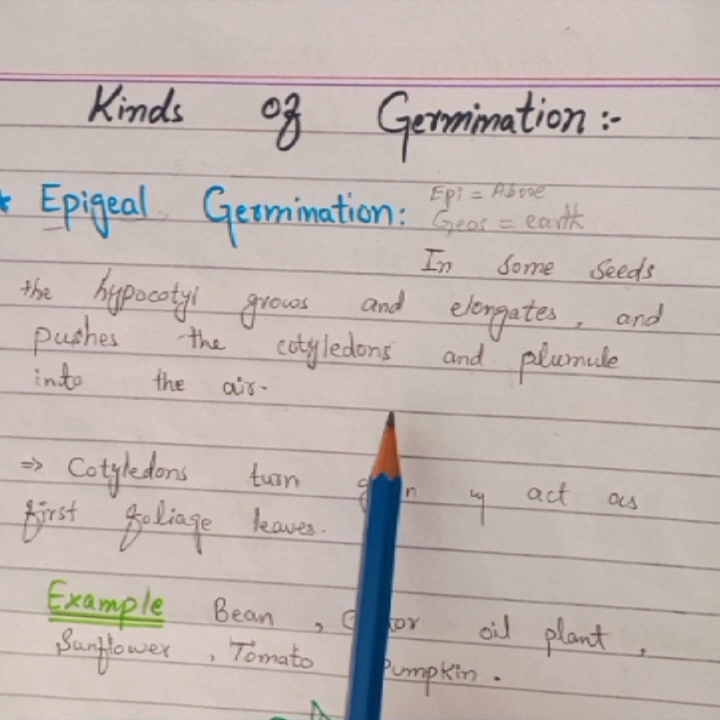 Kinds of Germination :-
* Epigeal Germination: Epi = Above
Geos = earth
In some seeds
the hypocotyl grows and elongates, and
pushes the cotyledons and plumule
into the air.
⇒ Cotyledons turn act as
first foliage leaves.
Example Bean, oil plant,
Sunflower, Tomato Pumpkin.